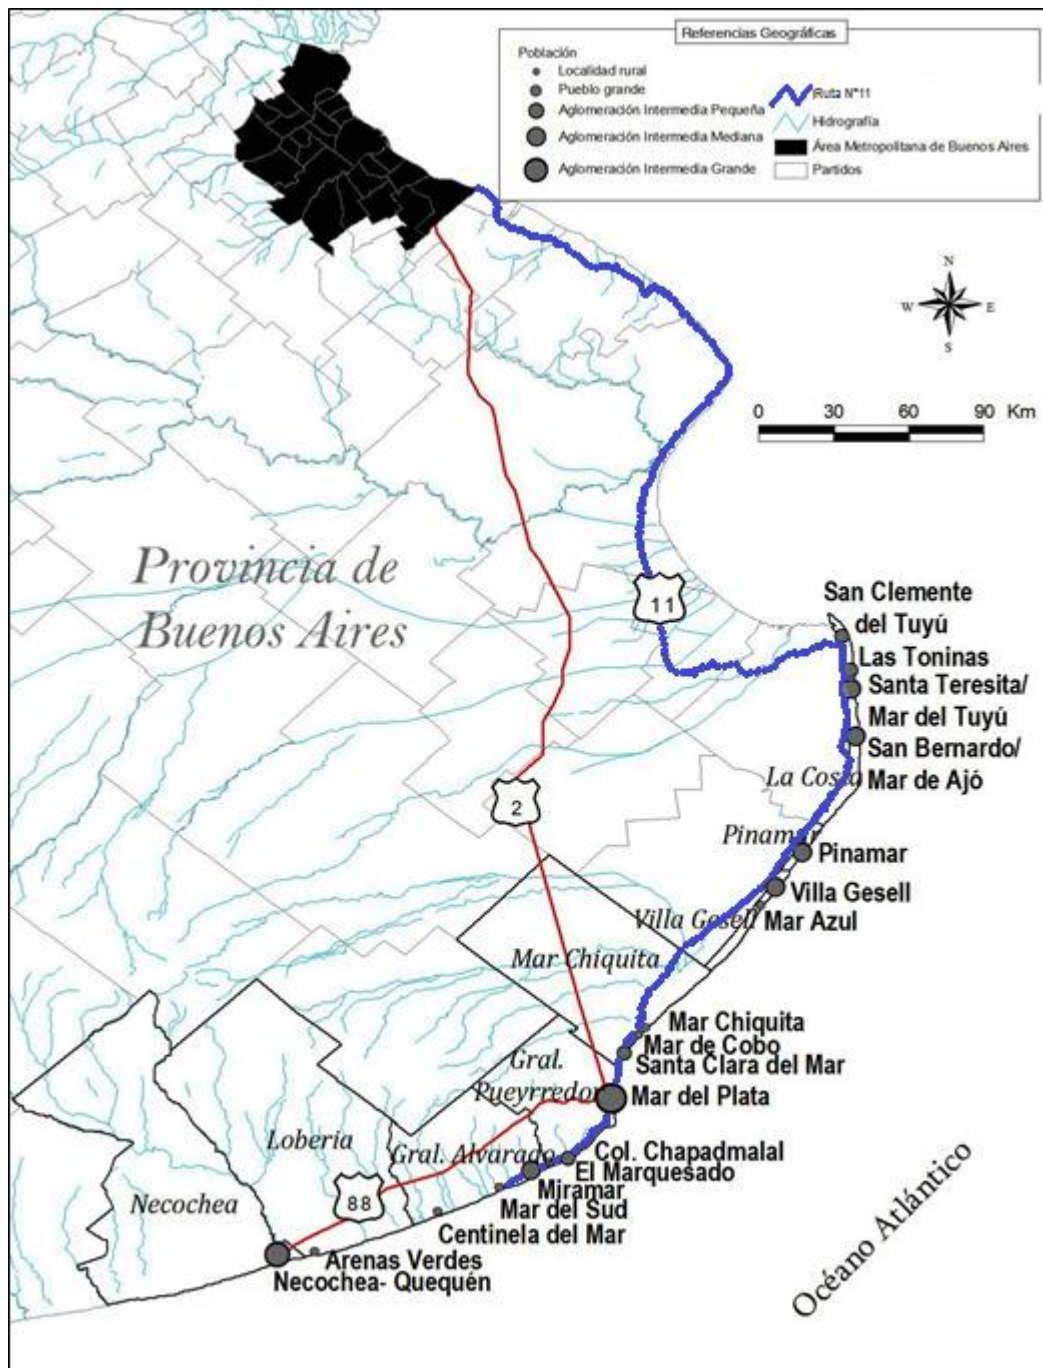 Referencias Geográficas
Población
Localidad rural
Pueblo grande
Aglomeración Intermedia Pequeña
Aglomeración Intermedia Mediana
Aglomeración Intermedia Grande
Ruta N°11
Hidrografía
Área Metropolitana de Buenos Aires
Partidos
N
W
E
S
0 30 60 90 Km
Provincia de
Buenos Aires
11
2
88
San Clemente
del Tuyú
Las Toninas
Santa Teresita/
Mar del Tuyú
San Bernardo/
La Costa
Mar de Ajó
Pinamar
Pinamar
Villa Gesell
Villa Gesell
Mar Azul
Mar Chiquita
Mar Chiquita
Mar de Cobo
Santa Clara del Mar
Gral.
Pueyrredon
Mar del Plata
Loberia
Gral. Alvarado
Col. Chapadmalal
El Marquesado
Miramar
Mar del Sud
Necochea
Centinela del Mar
Arenas Verdes
Necochea- Quequén
Océano Atlántico